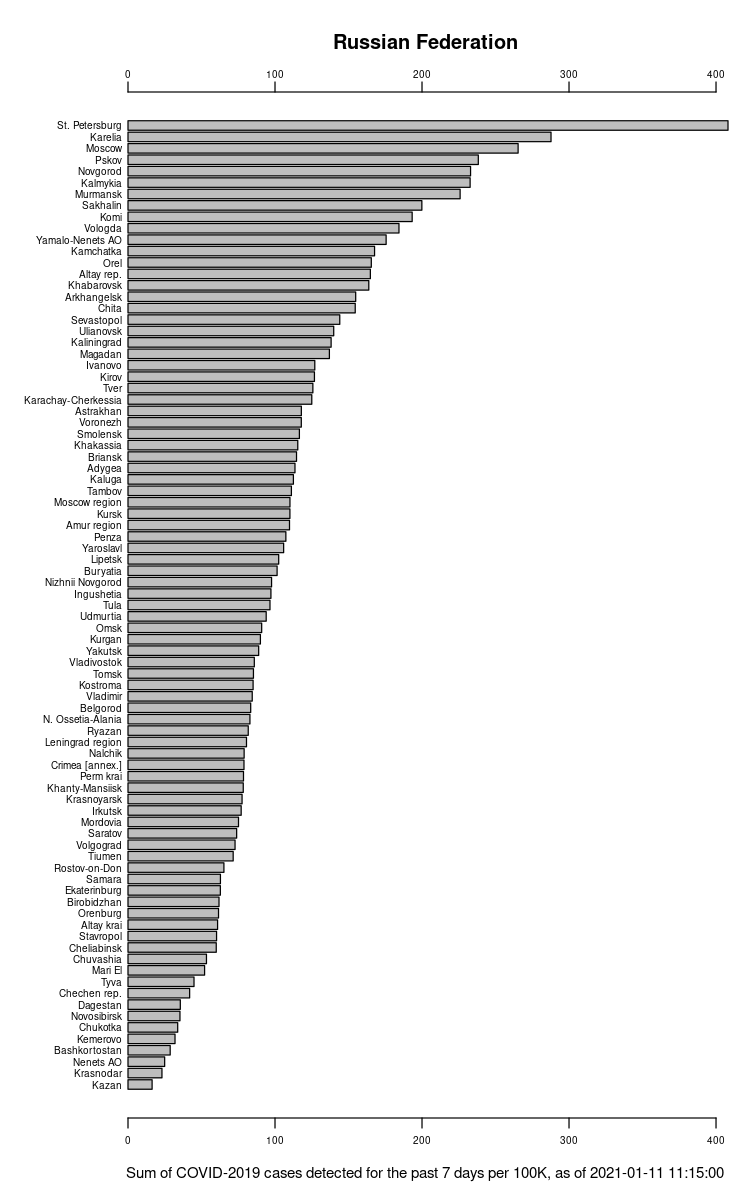 Russian Federation
0 100 200 300 400
St. Petersburg
Karelia
Moscow
Pskov
Novgorod
Kalmykia
Murmansk
Sakhalin
Komi
Vologda
Yamalo-Nenets AO
Kamchatka
Orel
Altay rep.
Khabarovsk
Arkhangelsk
Chita
Sevastopol
Ulianovsk
Kaliningrad
Magadan
Ivanovo
Kirov
Tver
Karachay-Cherkessia
Astrakhan
Voronezh
Smolensk
Khakassia
Briansk
Adygea
Kaluga
Tambov
Moscow region
Kursk
Amur region
Penza
Yaroslavl
Lipetsk
Buryatia
Nizhnii Novgorod
Ingushetia
Tula
Udmurtia
Omsk
Kurgan
Yakutsk
Vladivostok
Tomsk
Kostroma
Vladimir
Belgorod
N. Ossetia-Alania
Ryazan
Leningrad region
Nalchik
Crimea [annex.]
Perm krai
Khanty-Mansiisk
Krasnoyarsk
Irkutsk
Mordovia
Saratov
Volgograd
Tiumen
Rostov-on-Don
Samara
Ekaterinburg
Birobidzhan
Orenburg
Altay krai
Stavropol
Cheliabinsk
Chuvashia
Mari El
Tyva
Chechen rep.
Dagestan
Novosibirsk
Chukotka
Kemerovo
Bashkortostan
Nenets AO
Krasnodar
Kazan
0 100 200 300 400
Sum of COVID-2019 cases detected for the past 7 days per 100K, as of 2021-01-11 11:15:00